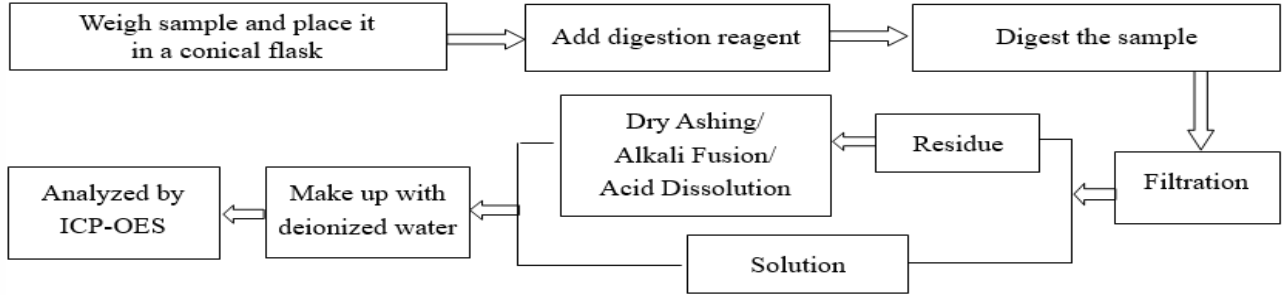 Weigh sample and place it
in a conical flask
Add digestion reagent
Digest the sample
Filtration
Residue
Dry Ashing/
Alkali Fusion/
Acid Dissolution
Solution
Make up with
deionized water
Analyzed by
ICP-OES